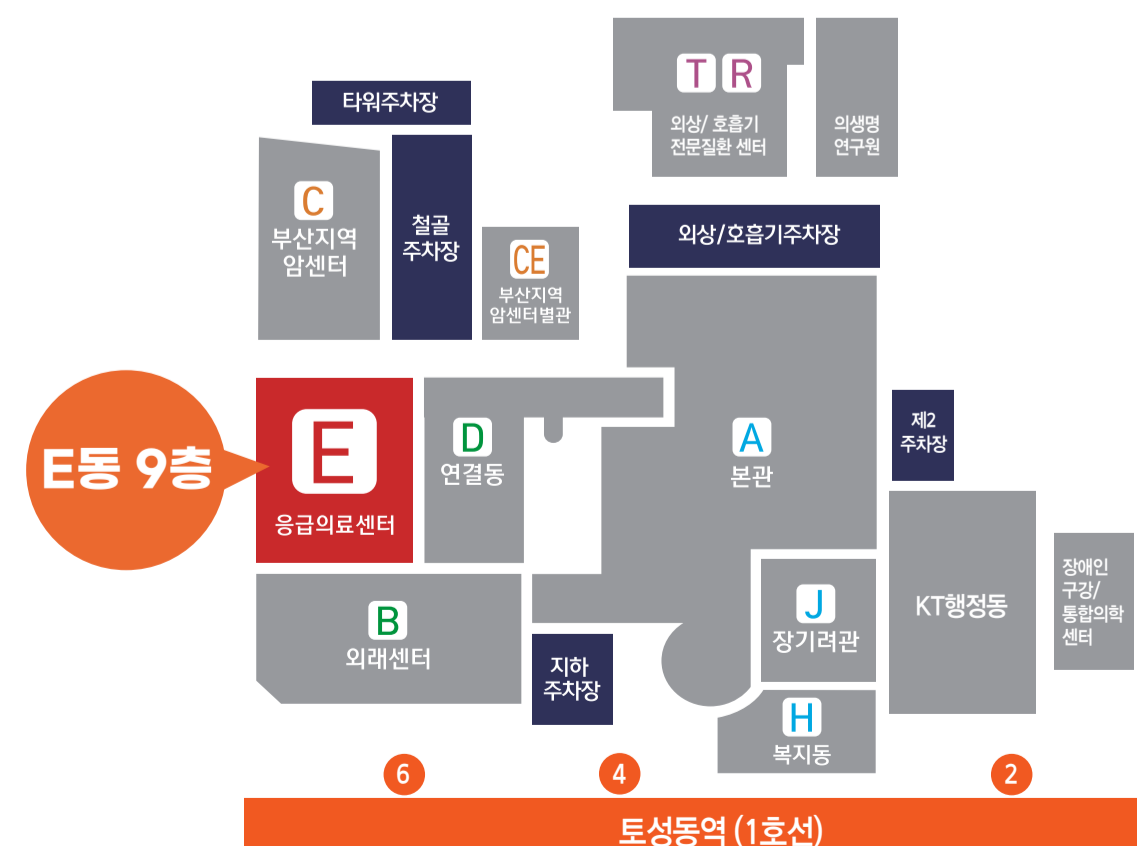 T R
외상/ 호흡기
전문질환 센터
의생명
연구원
타워주차장
C
부산지역
암센터
철골
주차장
CE
부산지역
암센터별관
외상/호흡기주차장
E동 9층
E
응급의료센터
D
연결동
A
본관
제2
주차장
B
외래센터
지하
주차장
J
장기려관
KT행정동
장애인
구강/
통합의학
센터
H
복지동
6
4
2
토성동역 (1호선)